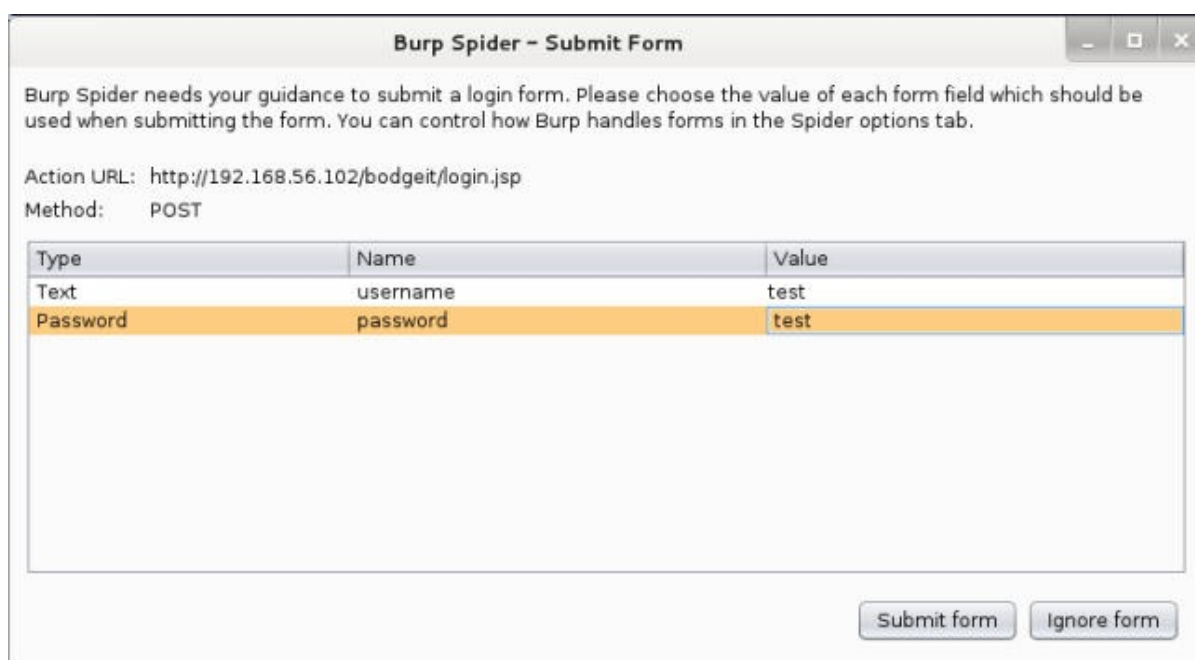 Burp Spider – Submit Form
Burp Spider needs your guidance to submit a login form. Please choose the value of each form field which should be
used when submitting the form. You can control how Burp handles forms in the Spider options tab.
Action URL: http://192.168.56.102/bodgeit/login.jsp
Method: POST
Type Name Value
Text username test
Password password test
Submit form Ignore form